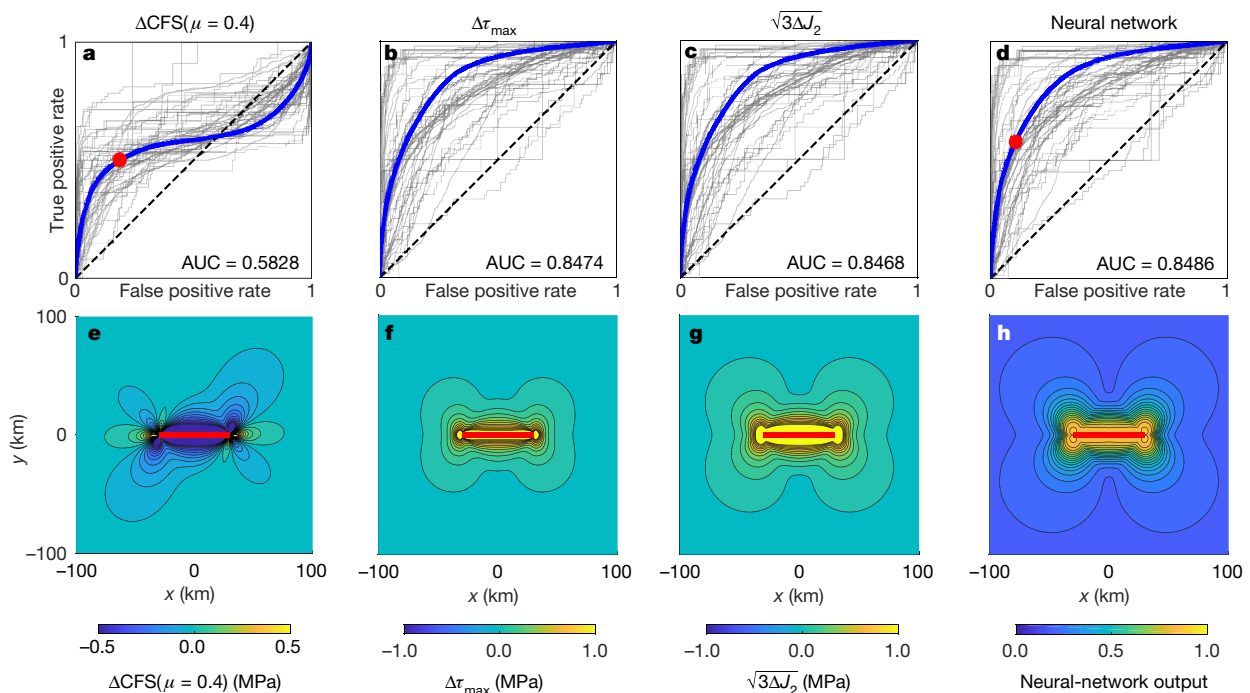 ΔCFS(μ = 0.4)
Δτmax
√3ΔJ2
Neural network
a
b
c
d
1
0
True positive rate
AUC = 0.5828
AUC = 0.8474
AUC = 0.8468
AUC = 0.8486
0 False positive rate 1
0 False positive rate 1
0 False positive rate 1
0 False positive rate 1
e
f
g
h
100
0
−100
y (km)
−100 0 100
−100 0 100
−100 0 100
−100 0 100
x (km)
x (km)
x (km)
x (km)
−0.5 0.0 0.5
−1.0 0.0 1.0
−1.0 0.0 1.0
0.0 0.5 1.0
ΔCFS(μ = 0.4) (MPa)
Δτmax (MPa)
√3ΔJ2 (MPa)
Neural-network output